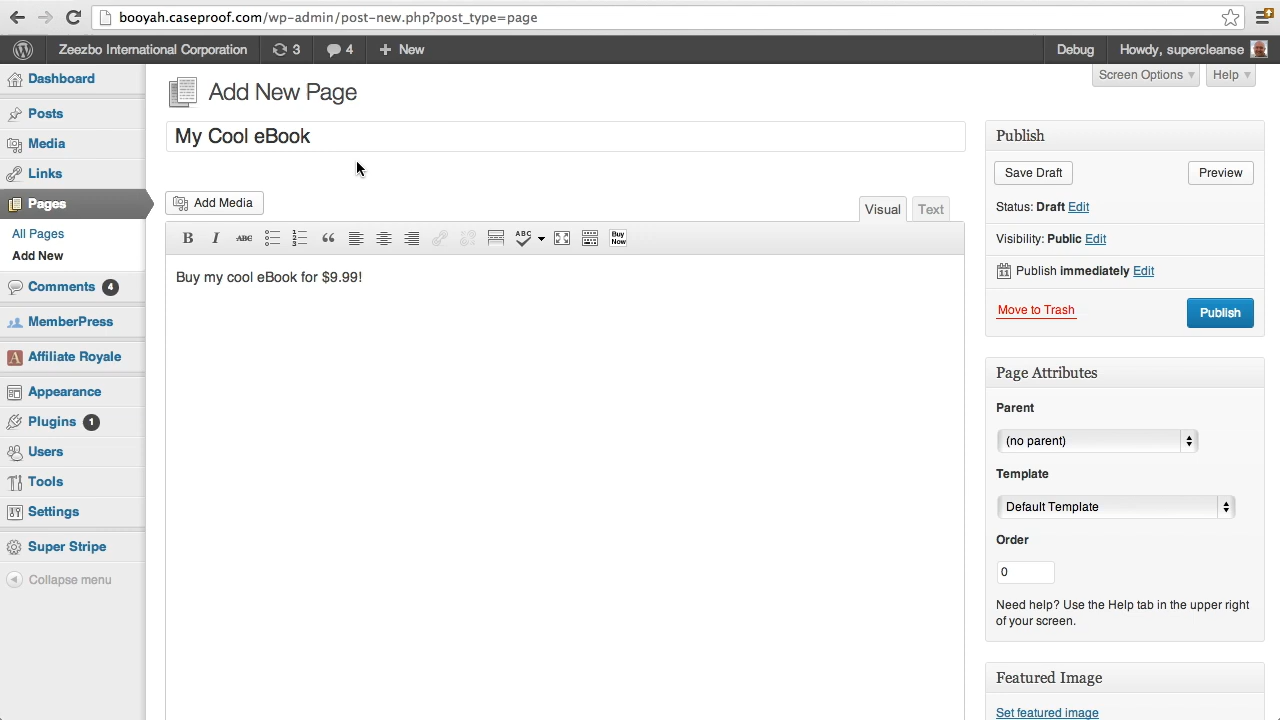 booyah.caseproof.com/wp-admin/post-new.php?post_type=page
Zeezbo International Corporation
3
4
+ New
Debug
Howdy, supercleanse
Dashboard
Posts
Media
Links
Pages
All Pages
Add New
Comments 4
MemberPress
Affiliate Royale
Appearance
Plugins 1
Users
Tools
Settings
Super Stripe
Collapse menu
Screen Options
Help
Add New Page
My Cool eBook
Add Media
Visual
Text
B I ABC
ABC
Buy Now
Buy my cool eBook for $9.99!
Publish
Save Draft
Preview
Status: Draft Edit
Visibility: Public Edit
Publish immediately Edit
Move to Trash
Publish
Page Attributes
Parent
(no parent)
Template
Default Template
Order
0
Need help? Use the Help tab in the upper right
of your screen.
Featured Image
Set featured image